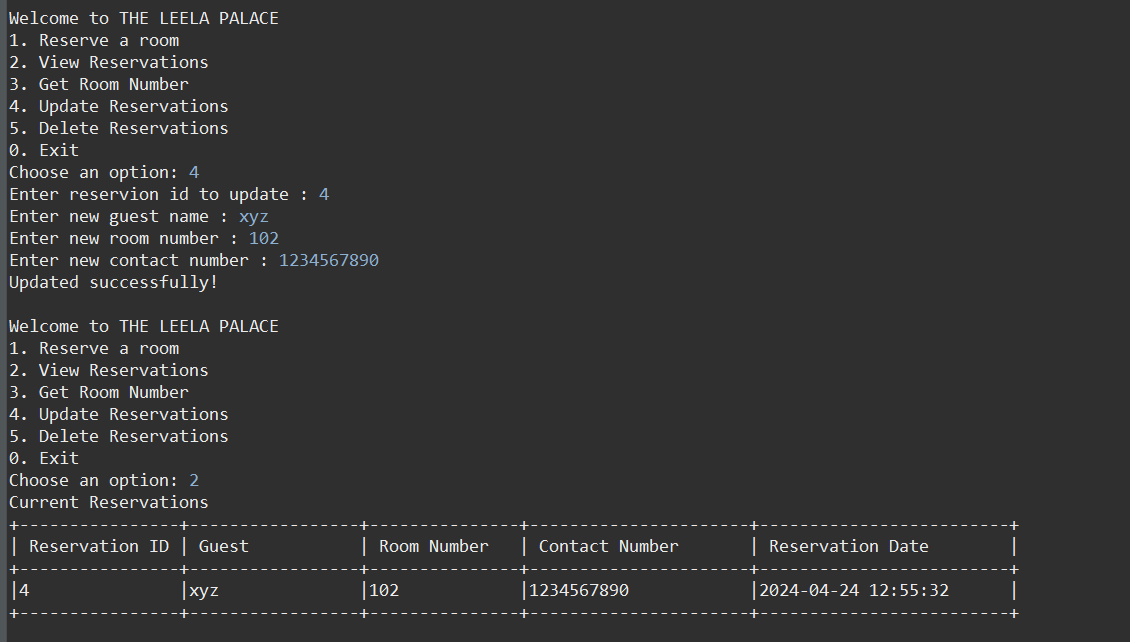 Welcome to THE LEELA PALACE
1. Reserve a room
2. View Reservations
3. Get Room Number
4. Update Reservations
5. Delete Reservations
0. Exit
Choose an option: 4
Enter reservion id to update : 4
Enter new guest name : xyz
Enter new room number : 102
Enter new contact number : 1234567890
Updated successfully!

Welcome to THE LEELA PALACE
1. Reserve a room
2. View Reservations
3. Get Room Number
4. Update Reservations
5. Delete Reservations
0. Exit
Choose an option: 2
Current Reservations
+----------------+-----------------+---------------+----------------------+-------------------------+
| Reservation ID | Guest           | Room Number   | Contact Number       | Reservation Date        |
+----------------+-----------------+---------------+----------------------+-------------------------+
|4               |xyz              |102            |1234567890            |2024-04-24 12:55:32      |
+----------------+-----------------+---------------+----------------------+-------------------------+